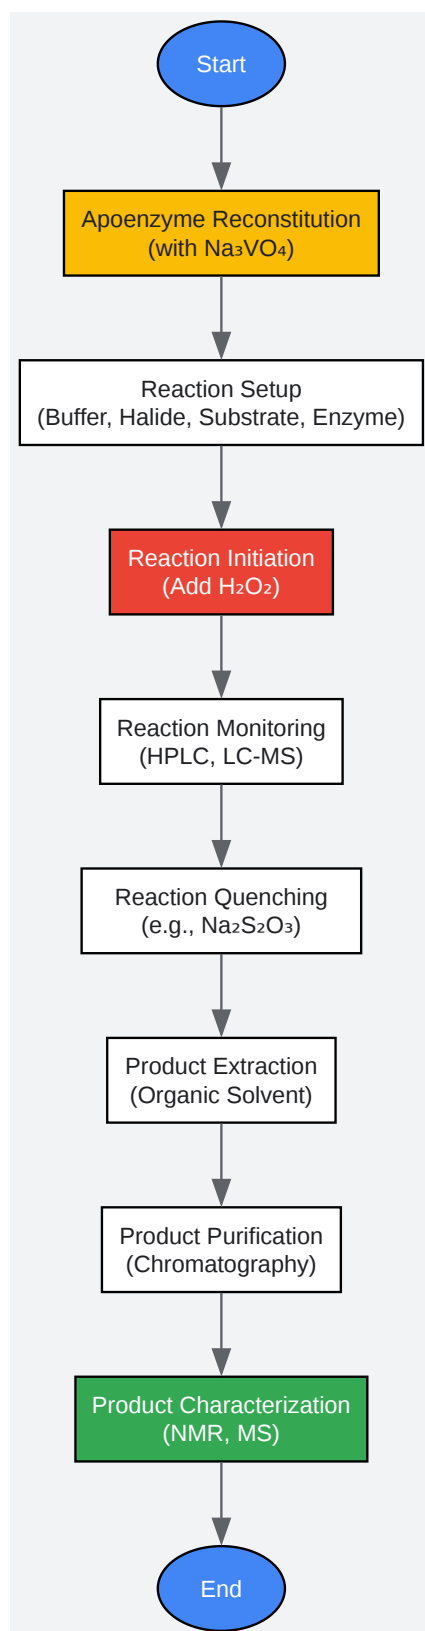 Start
Apoenzyme Reconstitution
(with Na₃VO₄)
Reaction Setup
(Buffer, Halide, Substrate, Enzyme)
Reaction Initiation
(Add H₂O₂)
Reaction Monitoring
(HPLC, LC-MS)
Reaction Quenching
(e.g., Na₂S₂O₃)
Product Extraction
(Organic Solvent)
Product Purification
(Chromatography)
Product Characterization
(NMR, MS)
End